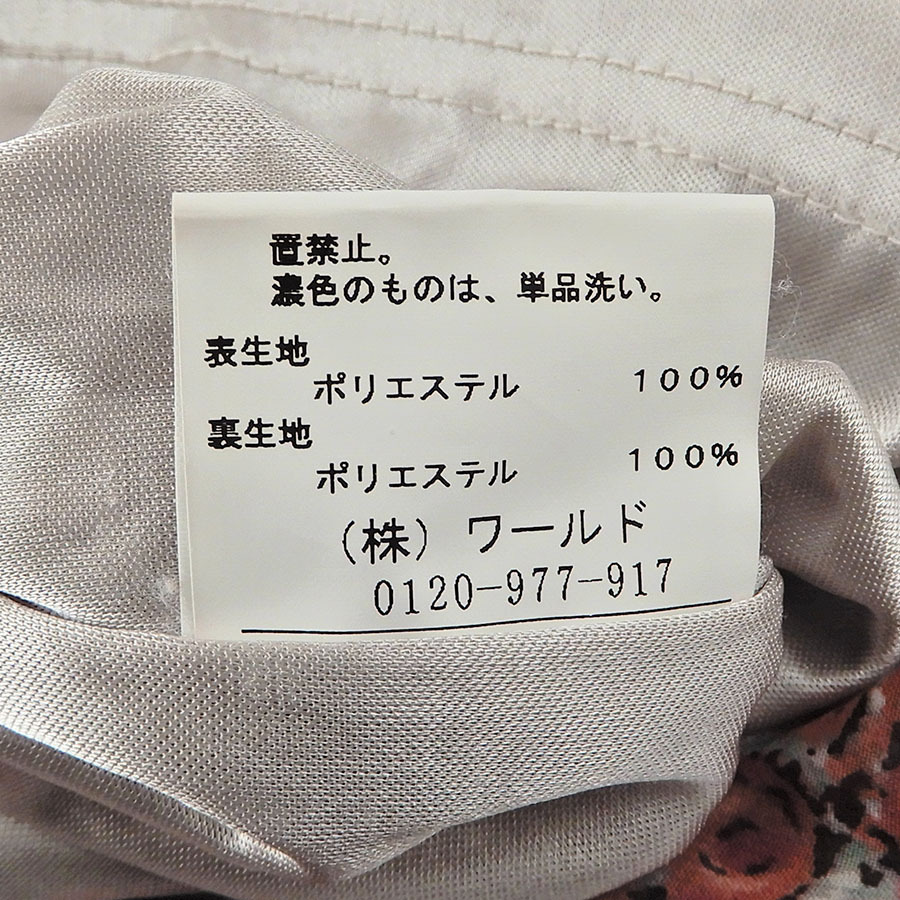 置禁止。
濃色のものは、単品洗い。
表生地
ポリエステル 100%
裏生地
ポリエステル 100%
(株)ワールド
0120-977-917